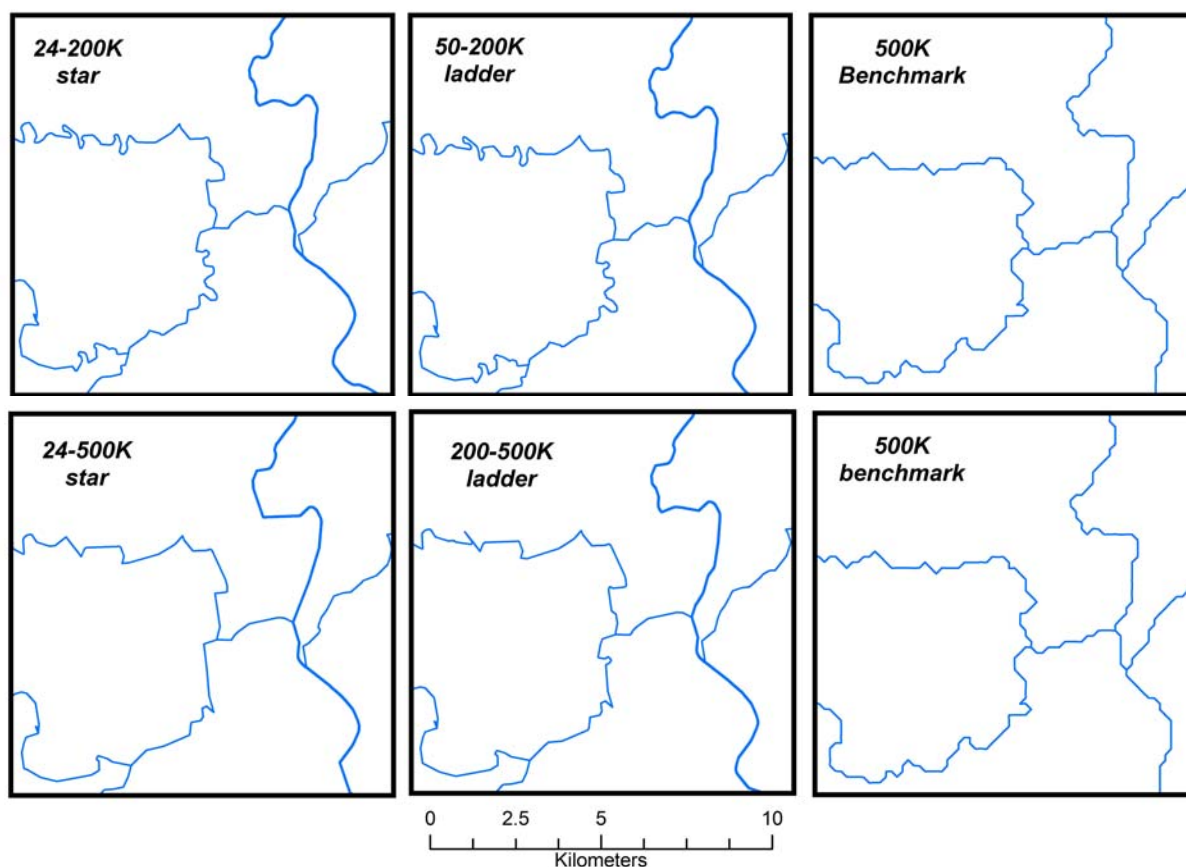 24-200K
star
50-200K
ladder
500K
Benchmark
24-500K
star
200-500K
ladder
500K
benchmark
0 2.5 5 10
Kilometers